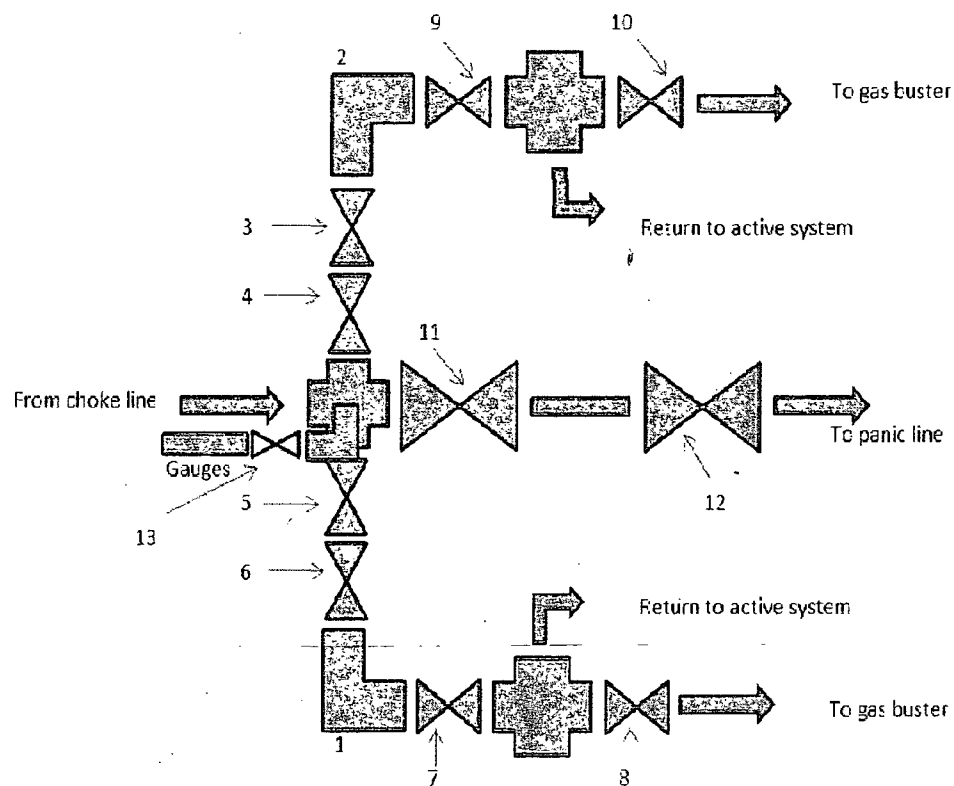 9
10
2
To gas buster
3
Return to active system
4
11
From choke line
To panic line
Gauges
5
12
13
6
Return to active system
To gas buster
1
7
8